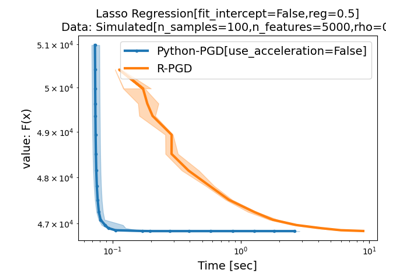 Lasso Regression[fit_intercept=False,reg=0.5]
Data: Simulated[n_samples=100,n_features=5000,rho=0
Python-PGD[use_acceleration=False]
R-PGD
value: F(x)
5.1 × 10⁴
5 × 10⁴
4.9 × 10⁴
4.8 × 10⁴
4.7 × 10⁴
10⁻¹
10⁰
10¹
Time [sec]